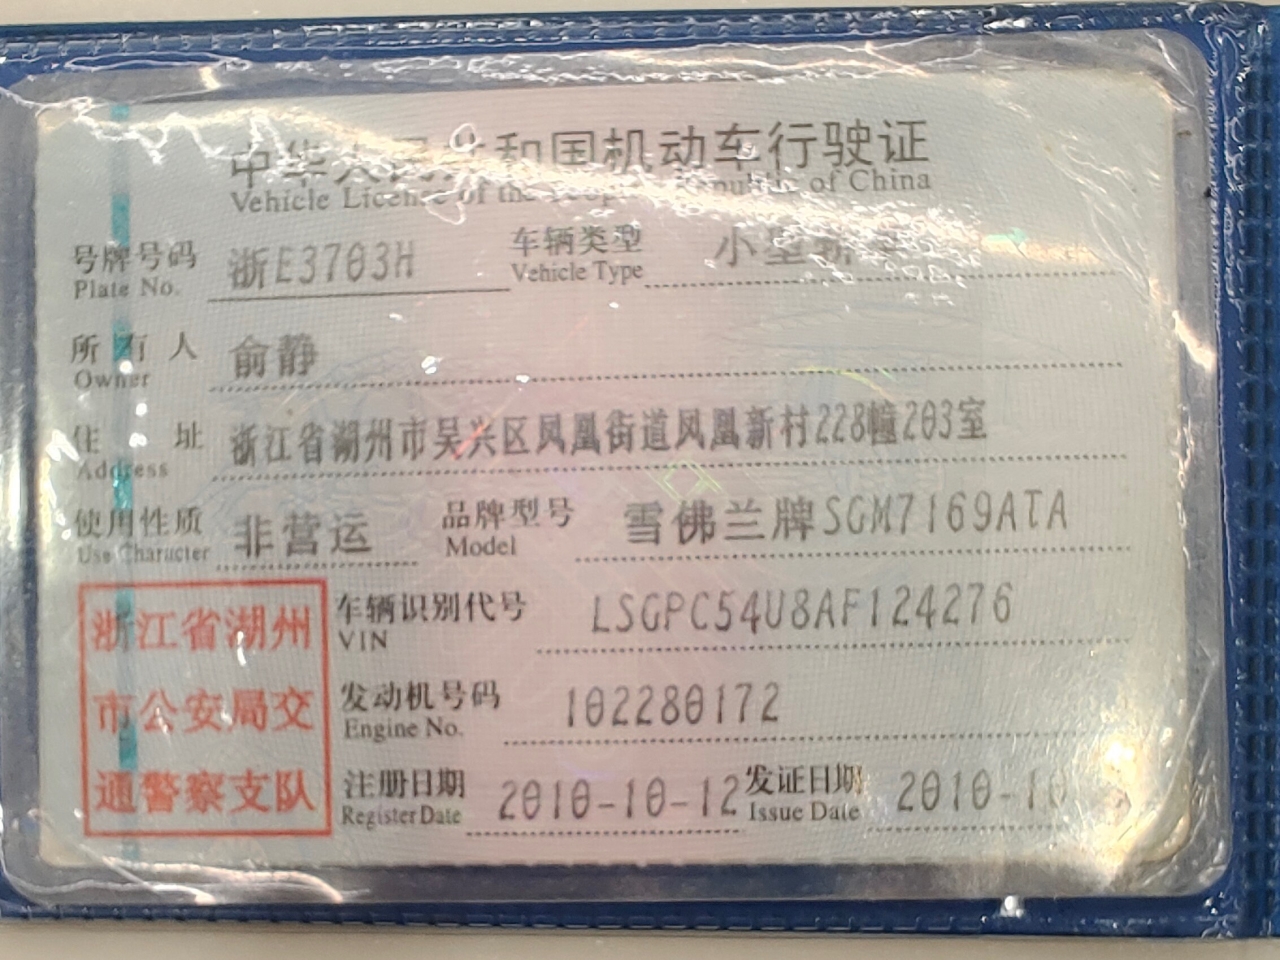 中华人民共和国机动车行驶证
Vehicle License of the People's Republic of China
号牌号码 浙E3703H 车辆类型 小型轿车
Plate No. Vehicle Type
所有人 俞静
Owner
住址 浙江省湖州市吴兴区凤凰街道凤凰新村228幢203室
Address
使用性质 非营运 品牌型号 雪佛兰牌SGM7169ATA
Use Character Model
浙江省湖州 车辆识别代号 LSGPC54U8AF124276
VIN
市公安局交 发动机号码 102280172
Engine No.
通警察支队 注册日期 2010-10-12 发证日期 2010-10
Register Date Issue Date